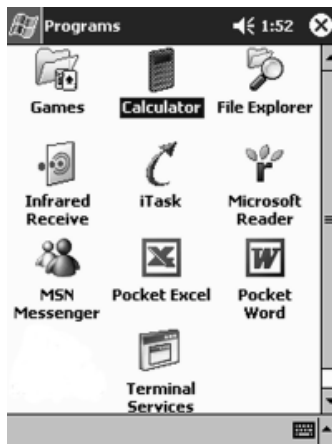 Programs 1:52
Games Calculator File Explorer
Infrared Receive iTask Microsoft Reader
MSN Messenger Pocket Excel Pocket Word
Terminal Services